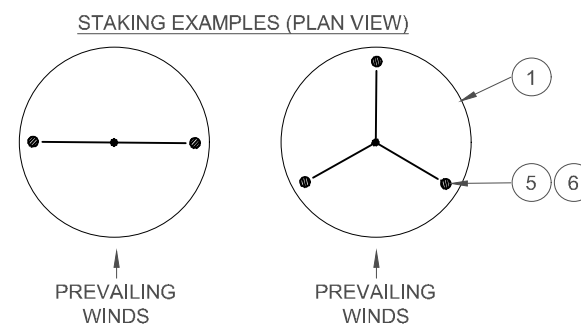 STAKING EXAMPLES (PLAN VIEW)
1
5 6
PREVAILING
WINDS
PREVAILING
WINDS